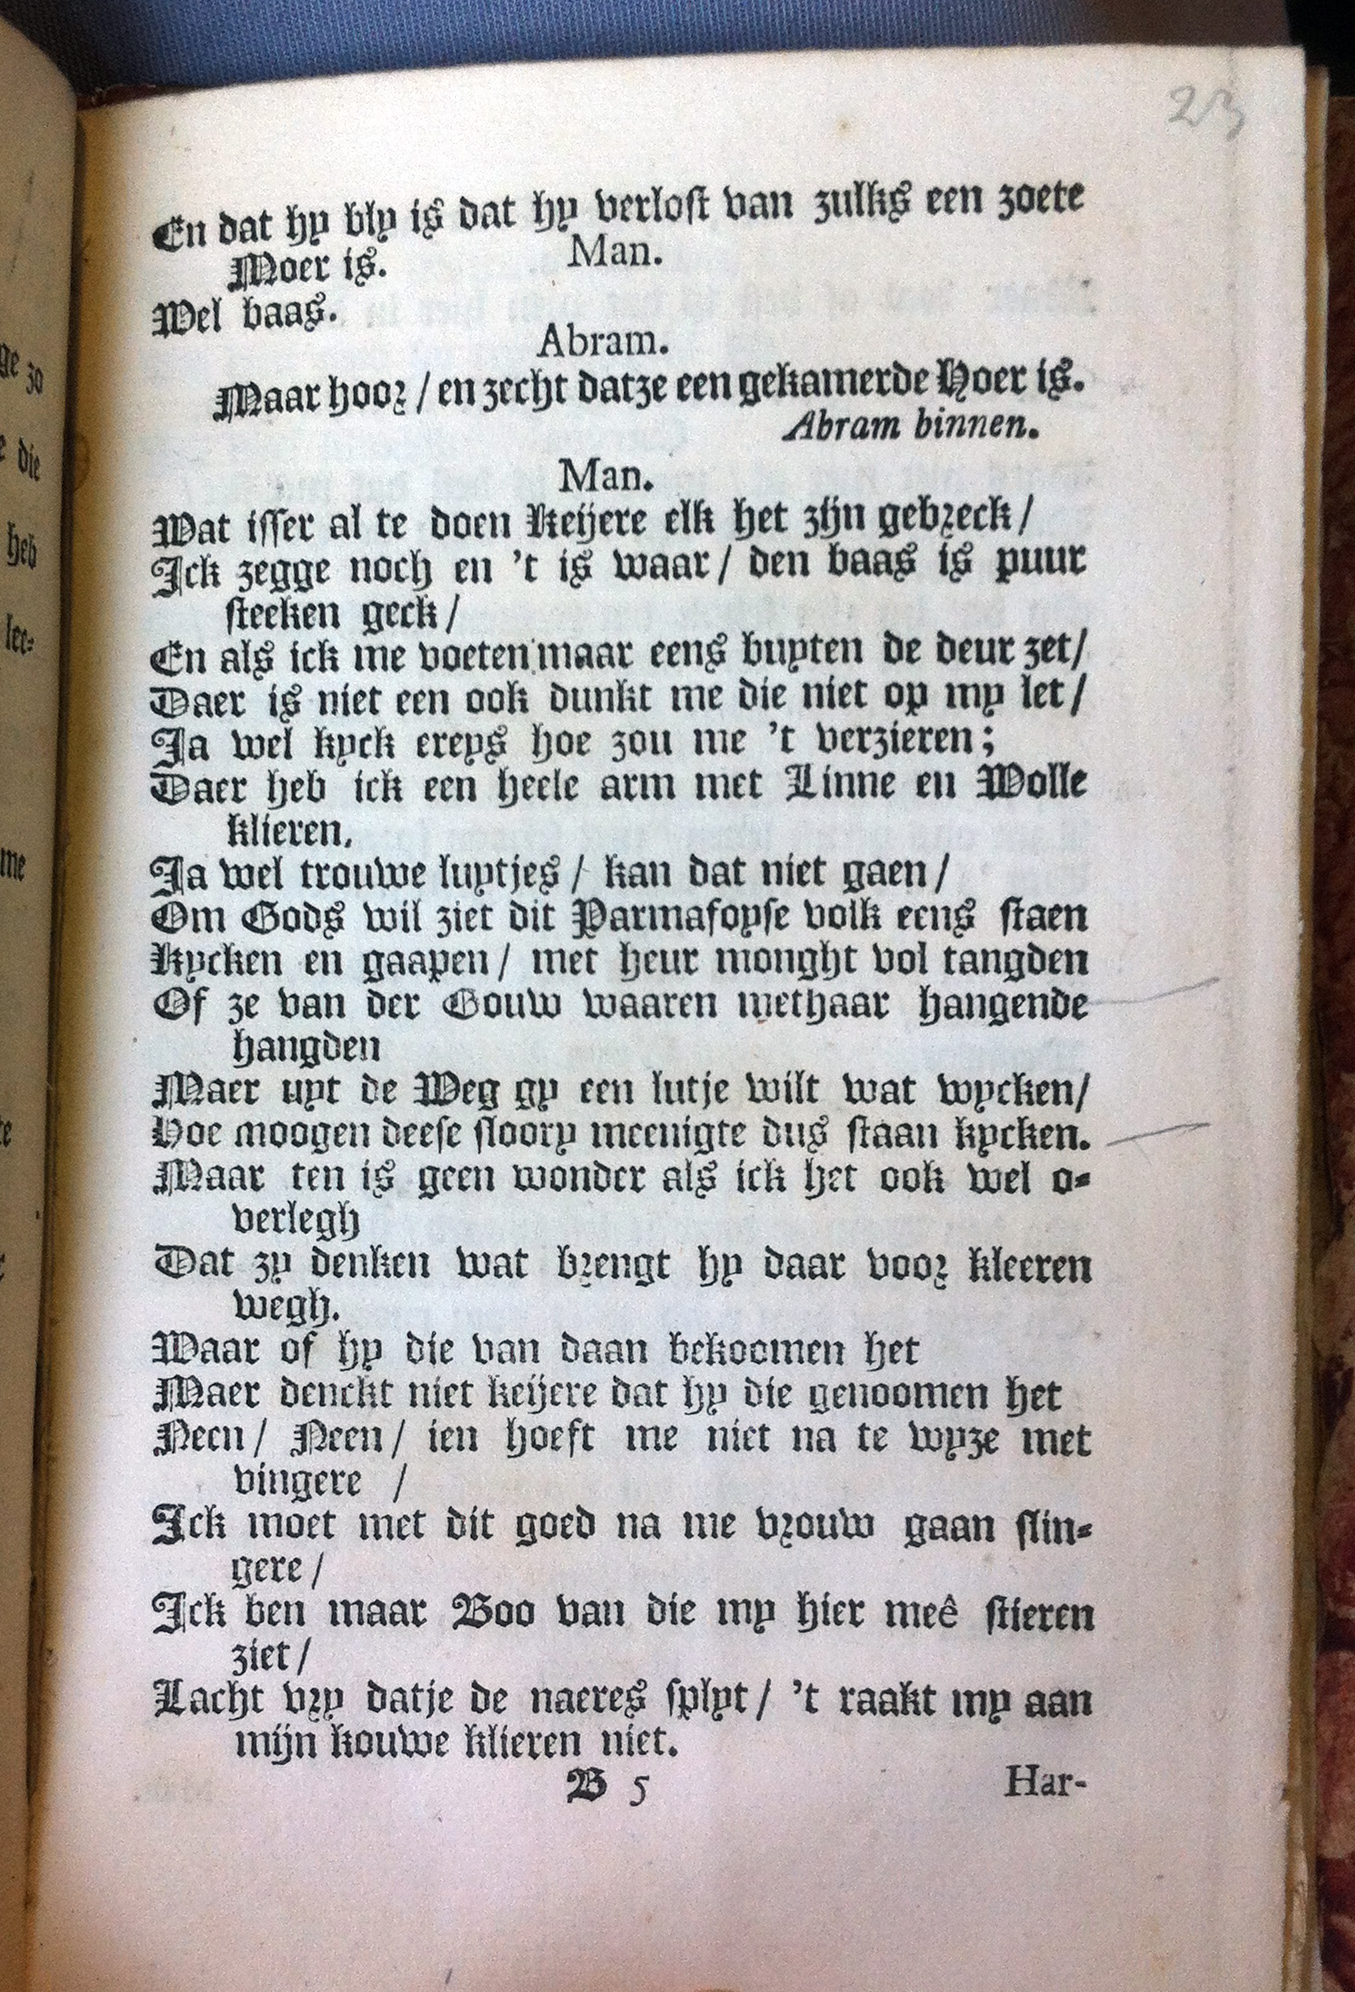 23
En dat hy bly is dat hy verlost van zulks een zoete
Moer is.
Man.
Wel baas.
Abram.
Maar hoor / en zecht datze een gekamerde Hoer is.
Abram binnen.
Man.
Wat isser al te doen Keijere elk het zijn gebreck /
Ick zegge noch en 't is waar / den baas is puur
steeken geck /
En als ick me voeten maar eens buyten de deur zet /
Daer is niet een ook dunkt me die niet op my let /
Ja wel kyck ereys hoe zou me 't verzieren ;
Daer heb ick een heele arm met Linne en Wolle
klieren.
Ja wel trouwe luytjes / kan dat niet gaen /
Om Gods wil ziet dit Parmafoyse volk eens staen
Kycken en gaapen / met heur monght vol tangden
Of ze van der Gouw waaren methaar hangende
hangden
Maer uyt de Weg gy een lutje wilt wat wycken /
Hoe moogen deese floory meenigte dus staan kycken.
Maar ten is geen wonder als ick het ook wel o-
verlegh
Dat zy denken wat brengt hy daar voor kleeren
wegh.
Waar of hy die van daan bekoomen het
Maer denckt niet keijere dat hy die genoomen het
Neen / Neen / ien hoeft me niet na te wyze met
vingere /
Ick moet met dit goed na me vrouw gaan slin-
gere /
Ick ben maar Boo van die my hier meê stieren
ziet /
Lacht vry datje de naeres splyt / 't raakt my aan
mijn kouwe klieren niet.
B 5
Har-
ge zo
die
heb
lee-
me